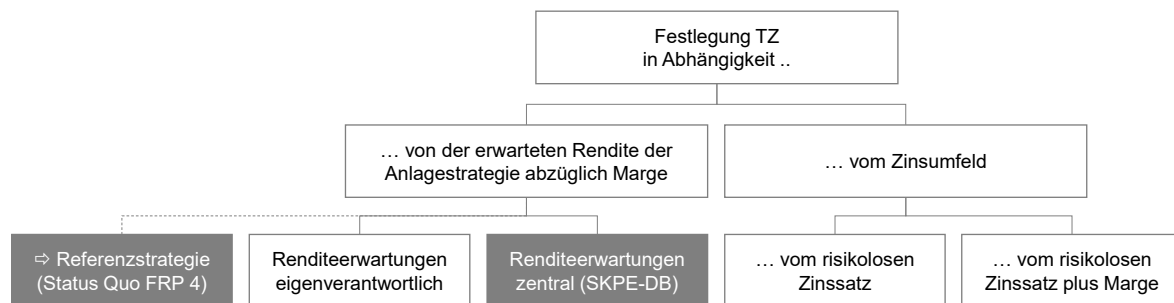 Festlegung TZ
in Abhängigkeit ..
… von der erwarteten Rendite der
Anlagestrategie abzüglich Marge
… vom Zinsumfeld
⇨ Referenzstrategie
(Status Quo FRP 4)
Renditeerwartungen
eigenverantwortlich
Renditeerwartungen
zentral (SKPE-DB)
… vom risikolosen
Zinssatz
… vom risikolosen
Zinssatz plus Marge